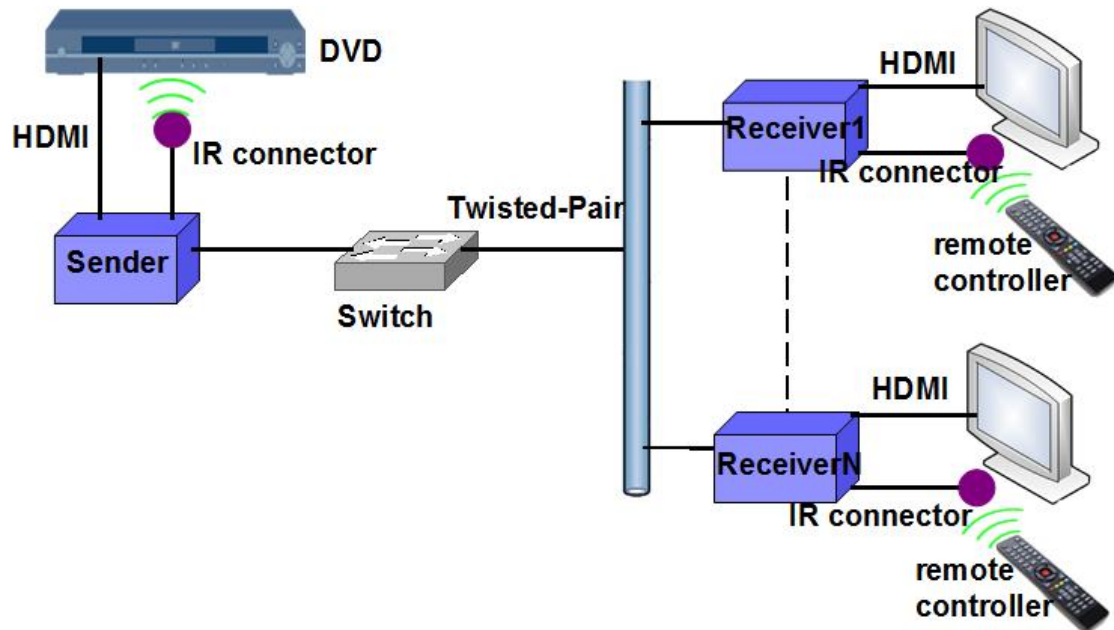 DVD
HDMI
IR connector
Sender
Switch
Twisted-Pair
Receiver1
HDMI
IR connector
remote
controller
ReceiverN
HDMI
IR connector
remote
controller